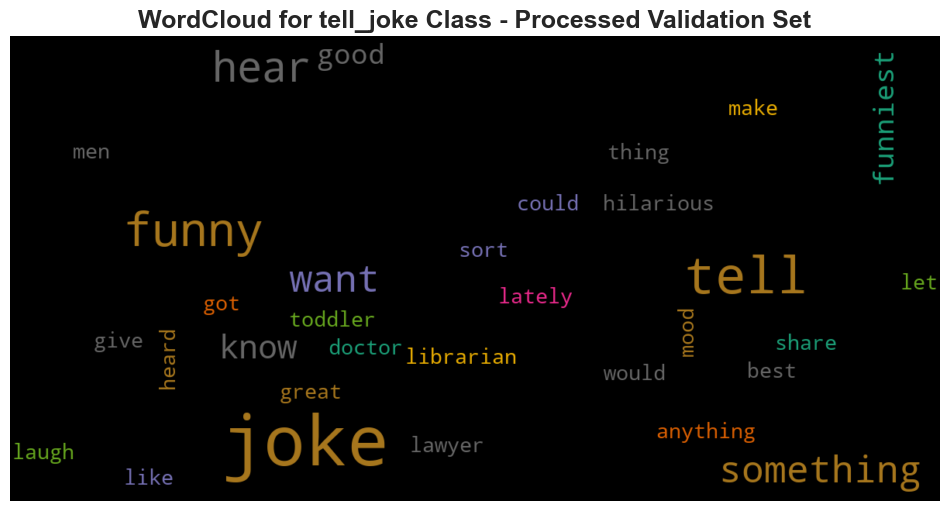 WordCloud for tell_joke Class - Processed Validation Set
hear
good
funniest
make
men
thing
could
hilarious
funny
sort
tell
want
let
lately
got
toddler
mood
give
know
doctor
share
heard
librarian
would
best
great
joke
anything
lawyer
laugh
something
like